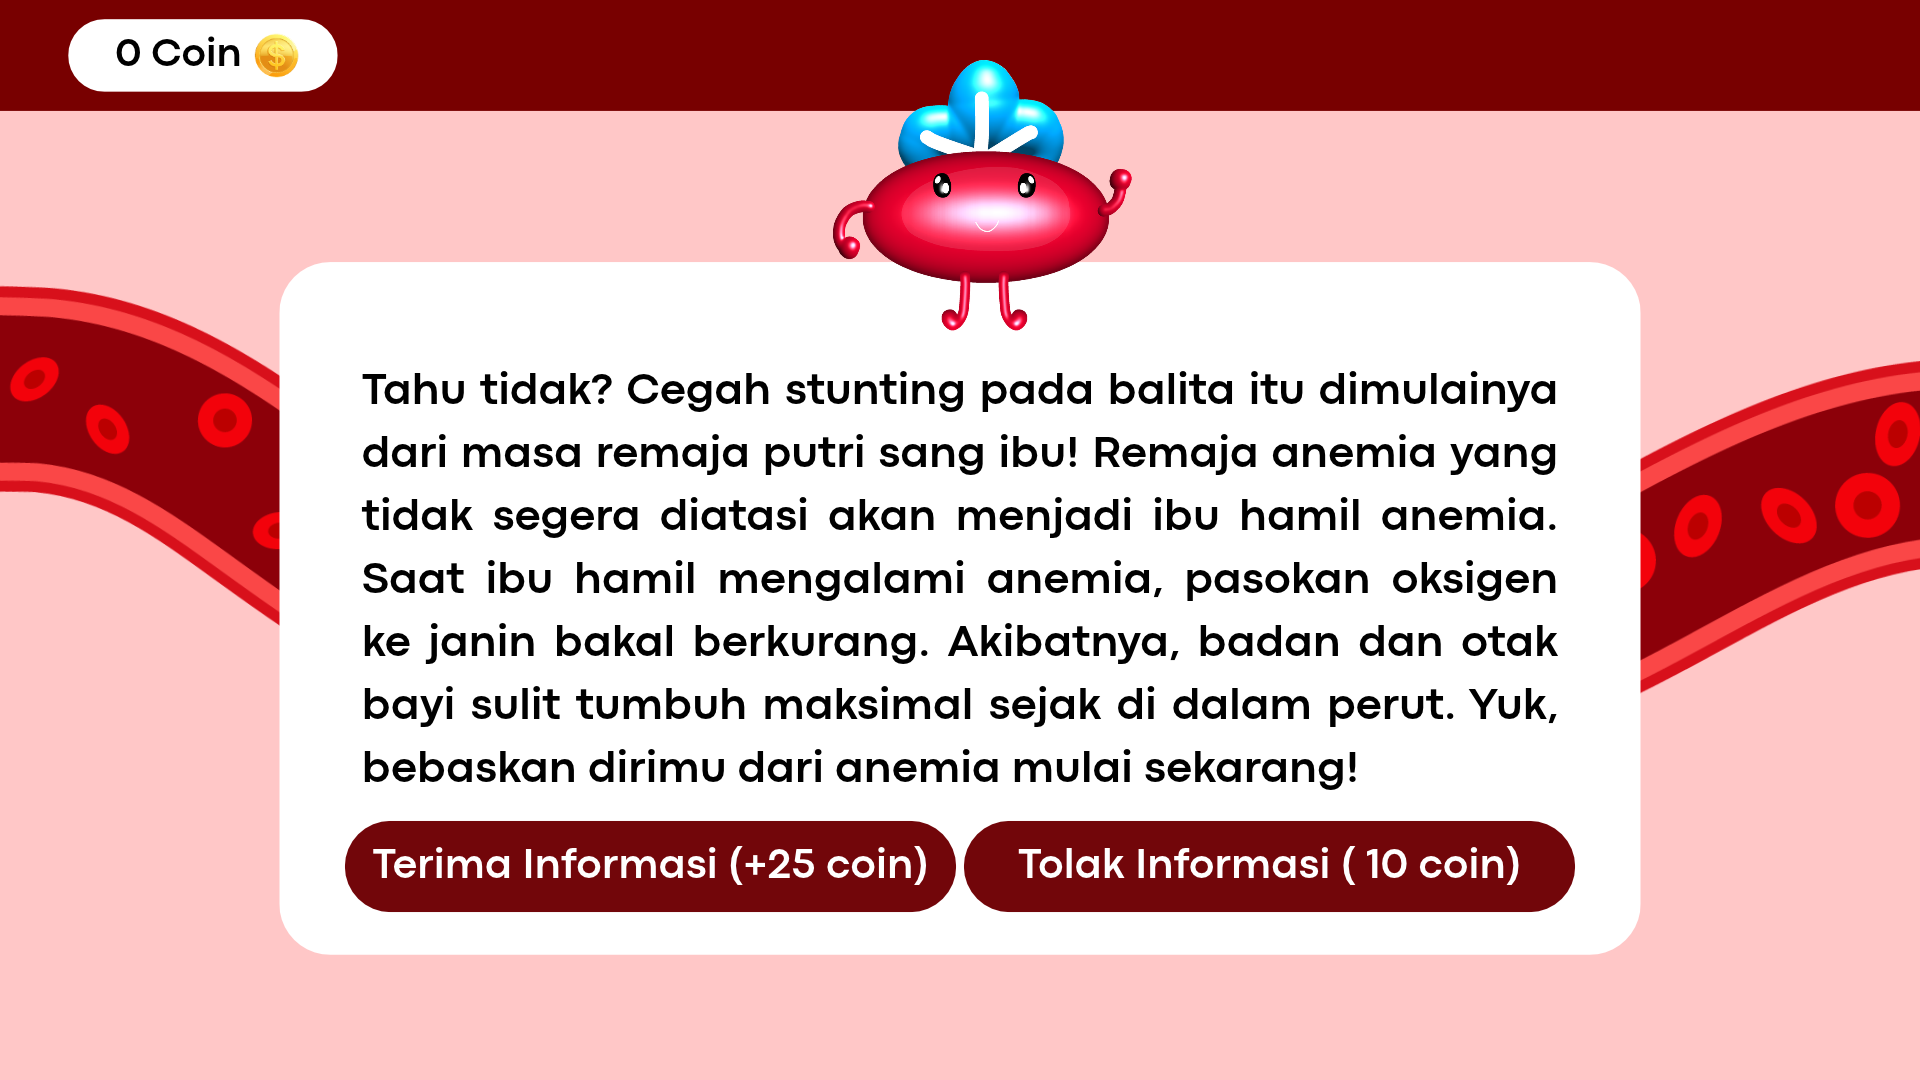 0 Coin
Tahu tidak? Cegah stunting pada balita itu dimulainya
dari masa remaja putri sang ibu! Remaja anemia yang
tidak segera diatasi akan menjadi ibu hamil anemia.
Saat ibu hamil mengalami anemia, pasokan oksigen
ke janin bakal berkurang. Akibatnya, badan dan otak
bayi sulit tumbuh maksimal sejak di dalam perut. Yuk,
bebaskan dirimu dari anemia mulai sekarang!
Terima Informasi (+25 coin)
Tolak Informasi ( 10 coin)